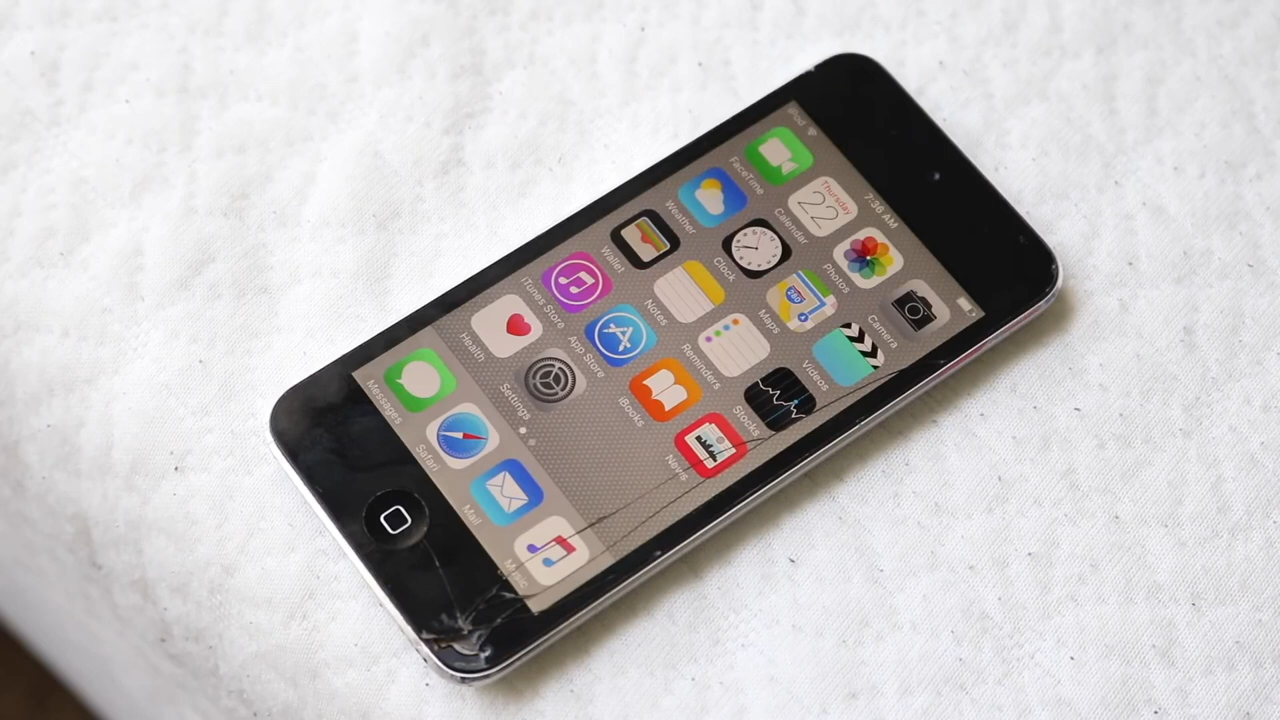 iPod
7:36 AM
FaceTime
Thursday
22
Calendar
Photos
Camera
Weather
Clock
280
Maps
Videos
Wallet
Notes
Reminders
Stocks
iTunes Store
App Store
iBooks
News
Health
Settings
Messages
Safari
Mail
Music